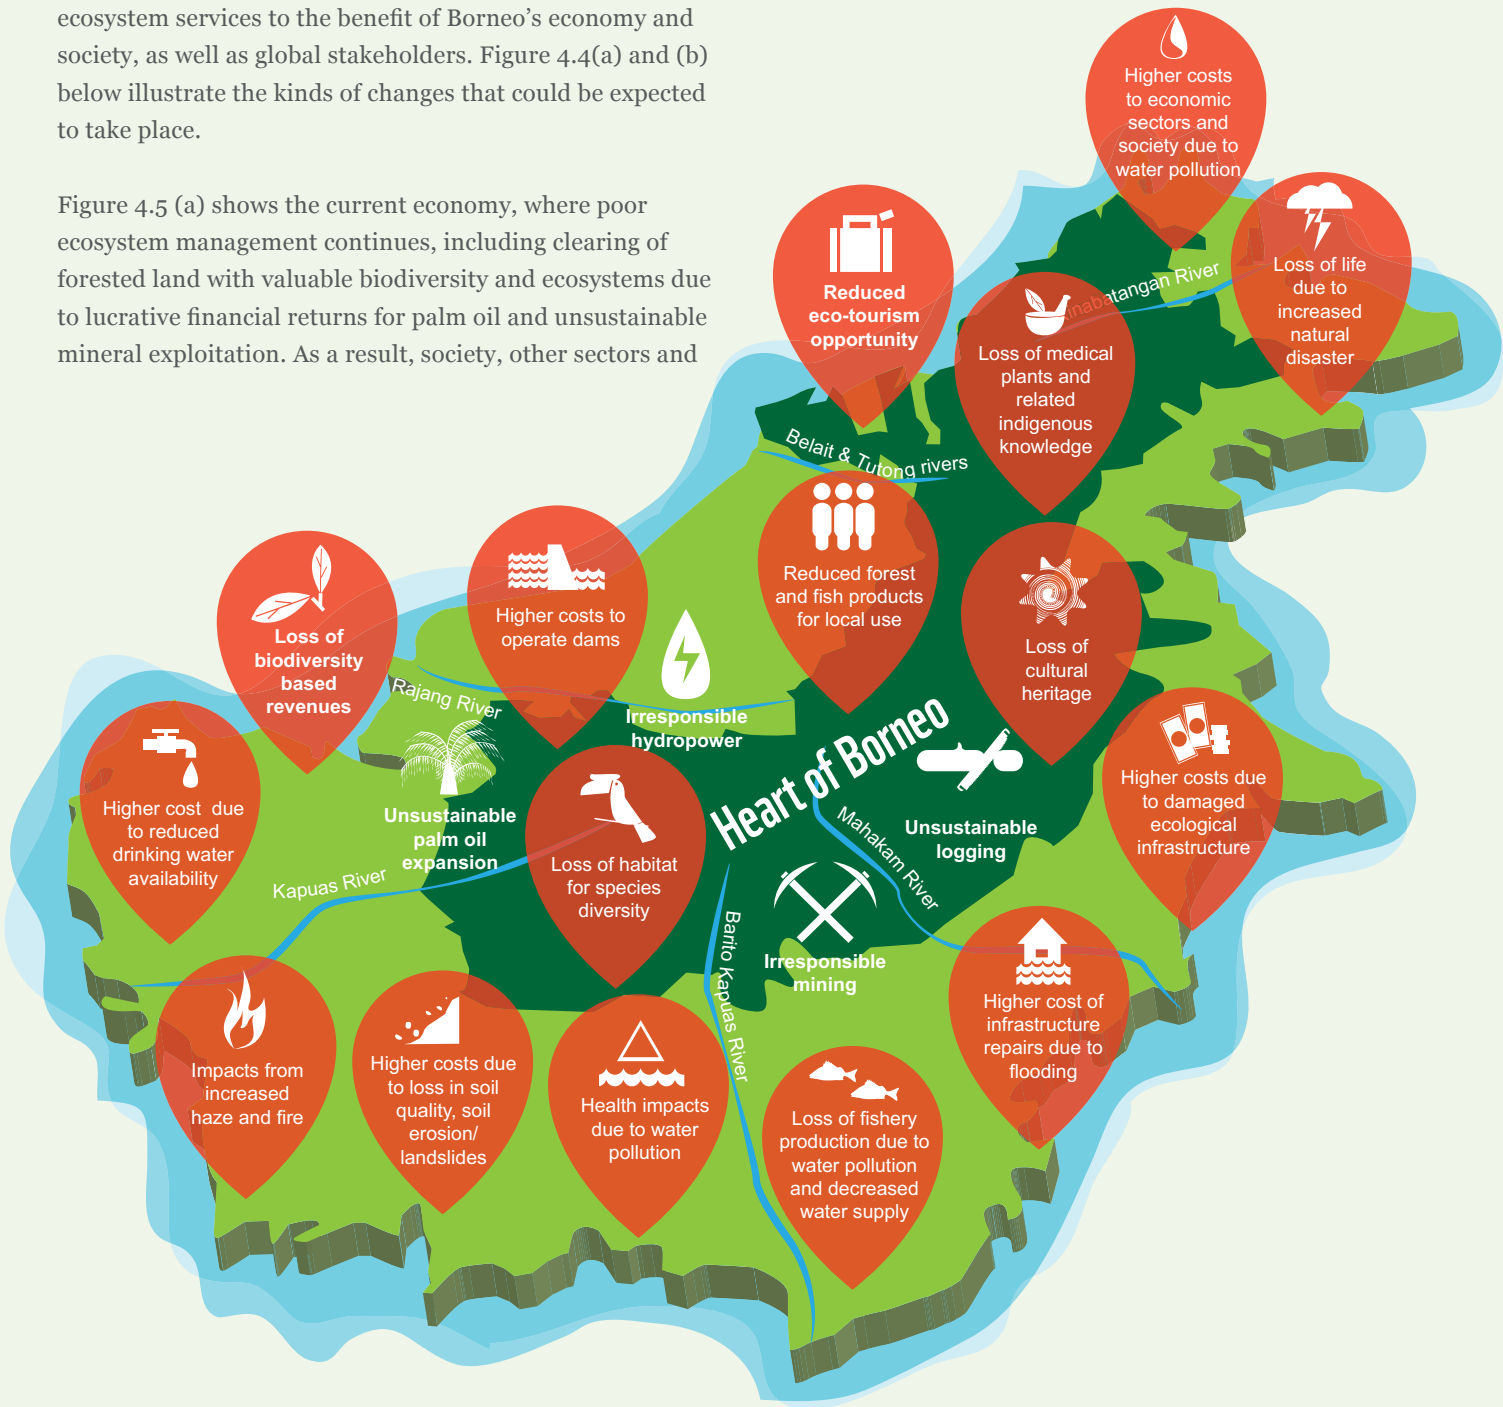 ecosystem services to the benefit of Borneo’s economy and
society, as well as global stakeholders. Figure 4.4(a) and (b)
below illustrate the kinds of changes that could be expected
to take place.
Figure 4.5 (a) shows the current economy, where poor
ecosystem management continues, including clearing of
forested land with valuable biodiversity and ecosystems due
to lucrative financial returns for palm oil and unsustainable
mineral exploitation. As a result, society, other sectors and
Higher costs
to economic
sectors and
society due to
water pollution
Loss of life
due to
increased
natural
disaster
Reduced
eco-tourism
opportunity
Kinabatangan River
Loss of medical
plants and
related
indigenous
knowledge
Belait & Tutong rivers
Reduced forest
and fish products
for local use
Loss of
cultural
heritage
Higher costs to
operate dams
Loss of
biodiversity
based
revenues
Rajang River
Irresponsible
hydropower
Heart of Borneo
Higher cost due
to reduced
drinking water
availability
Unsustainable
palm oil
expansion
Kapuas River
Loss of habitat
for species
diversity
Mahakam River
Unsustainable
logging
Higher costs due
to damaged
ecological
infrastructure
Barito Kapuas River
Irresponsible
mining
Higher cost of
infrastructure
repairs due to
flooding
Impacts from
increased
haze and fire
Higher costs due
to loss in soil
quality, soil
erosion/
landslides
Health impacts
due to water
pollution
Loss of fishery
production due to
water pollution
and decreased
water supply